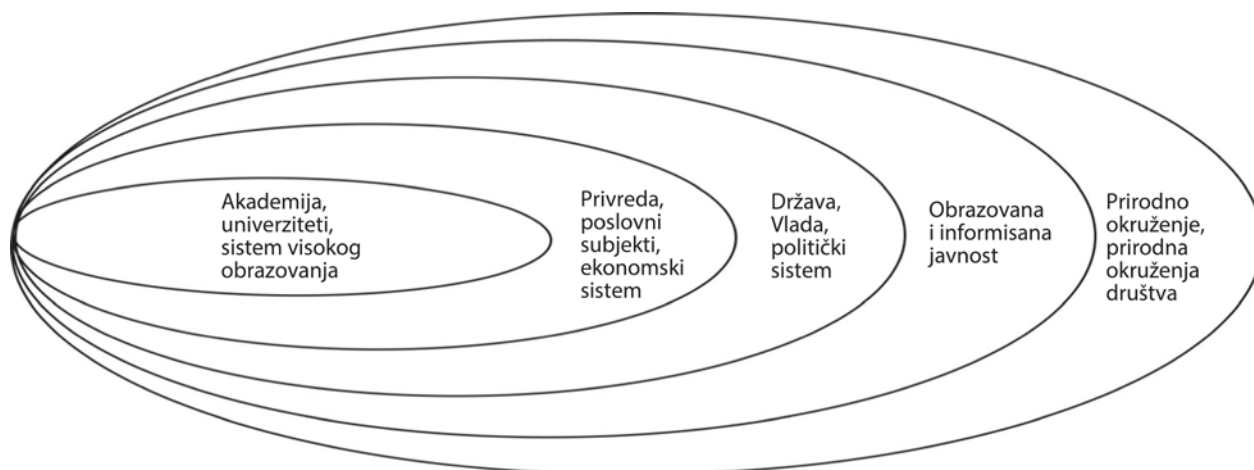 Akademija,
univerziteti,
sistem visokog
obrazovanja
Privreda,
poslovni
subjekti,
ekonomski
sistem
Država,
Vlada,
politički
sistem
Obrazovana
i informisana
javnost
Prirodno
okruženje,
prirodna
okruženja
društva